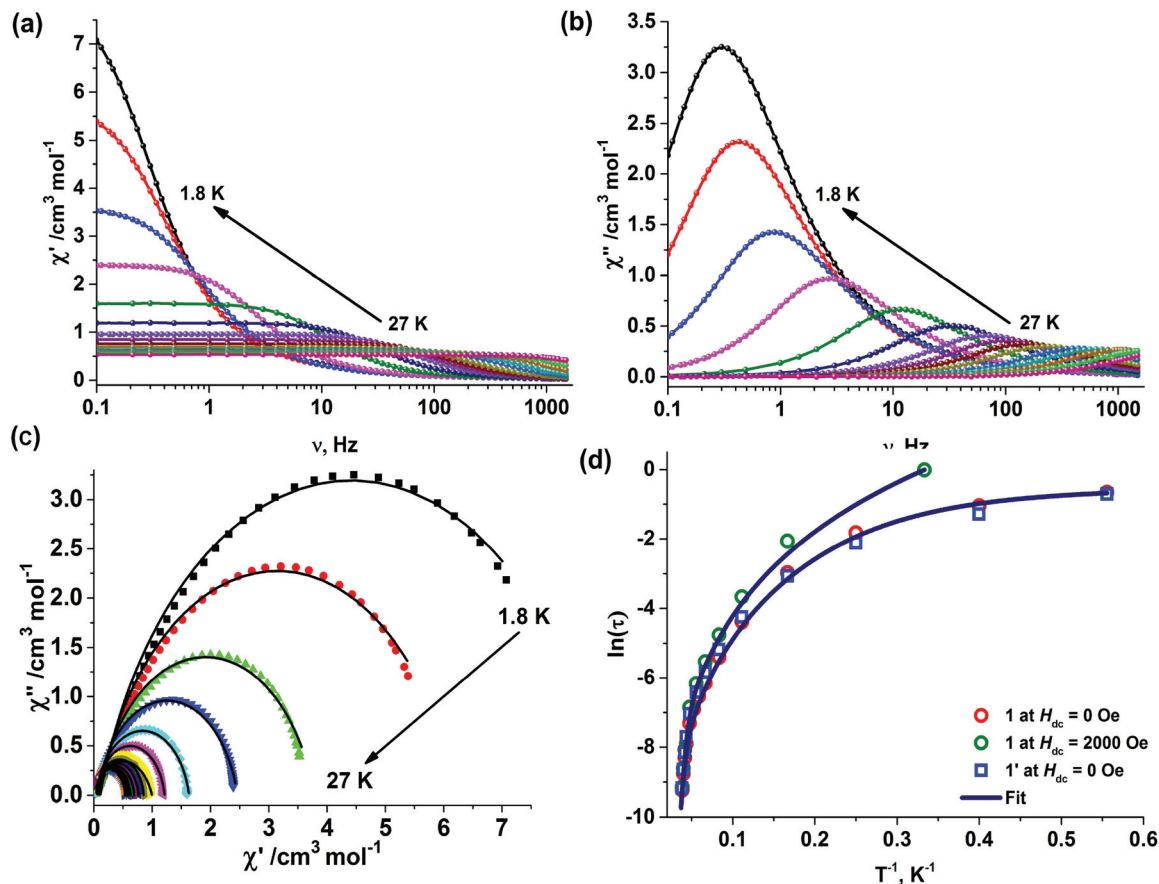 (a)
7
6
5
4
3
2
1
0
χ' /cm³ mol⁻¹
1.8 K
27 K
0.1 1 10 100 1000
ν, Hz
(b)
3.5
3.0
2.5
2.0
1.5
1.0
0.5
0.0
χ'' /cm³ mol⁻¹
1.8 K
27 K
0.1 1 10 100 1000
ν, Hz
(c)
3.0
2.5
2.0
1.5
1.0
0.5
0.0
χ'' /cm³ mol⁻¹
1.8 K
27 K
0 1 2 3 4 5 6 7
χ' /cm³ mol⁻¹
(d)
0
-2
-4
-6
-8
-10
ln(τ)
1 at Hdc = 0 Oe
1 at Hdc = 2000 Oe
1' at Hdc = 0 Oe
Fit
0.1 0.2 0.3 0.4 0.5 0.6
T⁻¹, K⁻¹